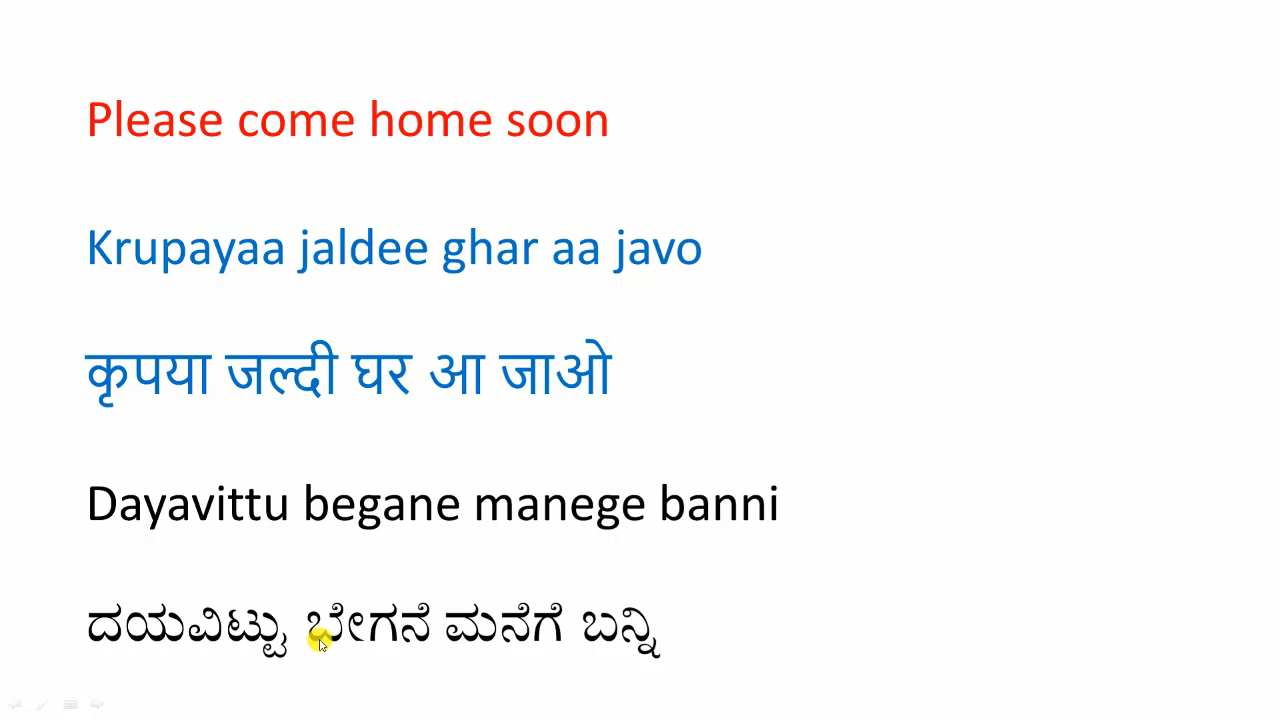 Please come home soon
Krupayaa jaldee ghar aa javo
कृपया जल्दी घर आ जाओ
Dayavittu begane manege banni
ದಯವಿಟ್ಟು ಬೇಗನೆ ಮನೆಗೆ ಬನ್ನಿ